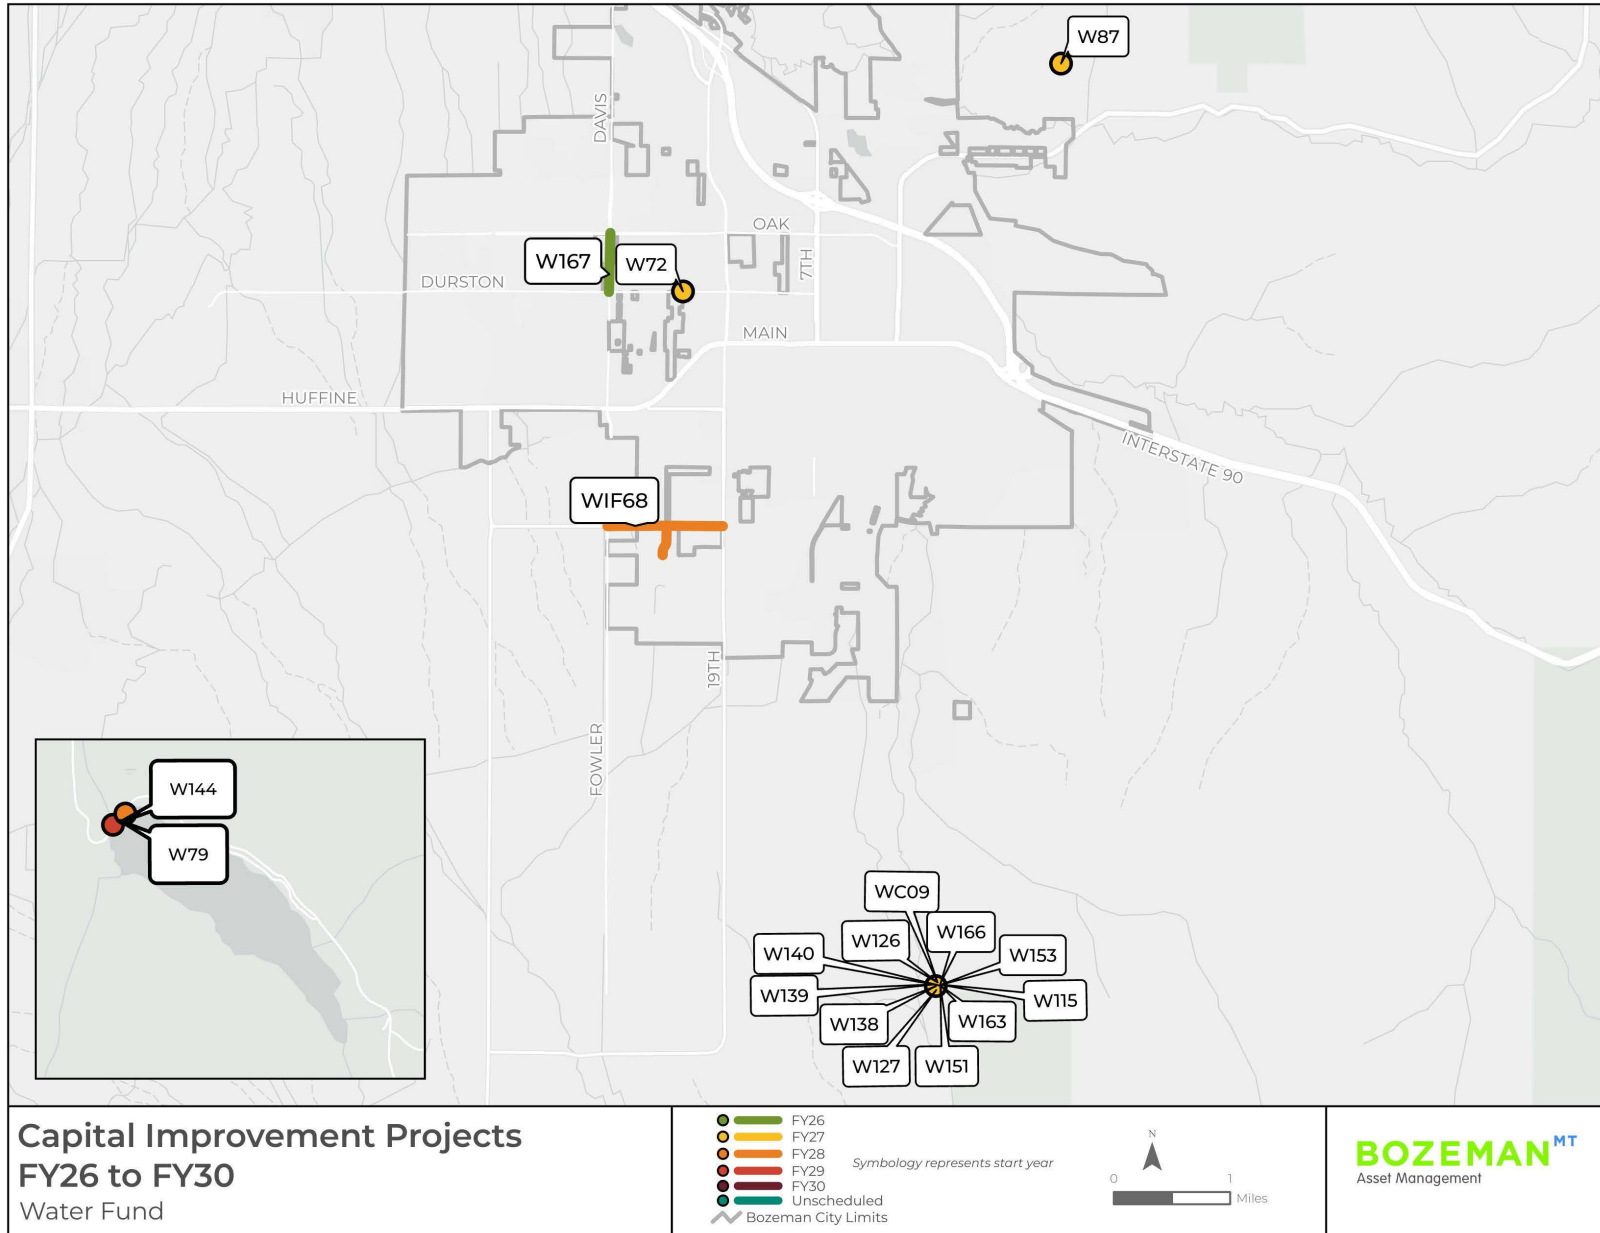 W87
DAVIS
OAK
W167
W72
7TH
DURSTON
MAIN
HUFFINE
INTERSTATE 90
WIF68
19TH
FOWLER
W144
W79
WC09
W126
W166
W140
W153
W139
W115
W138
W163
W127
W151
Capital Improvement Projects
FY26 to FY30
Water Fund
FY26
FY27
FY28
FY29
FY30
Unscheduled
Bozeman City Limits
Symbology represents start year
N
0 1
Miles
BOZEMAN MT
Asset Management